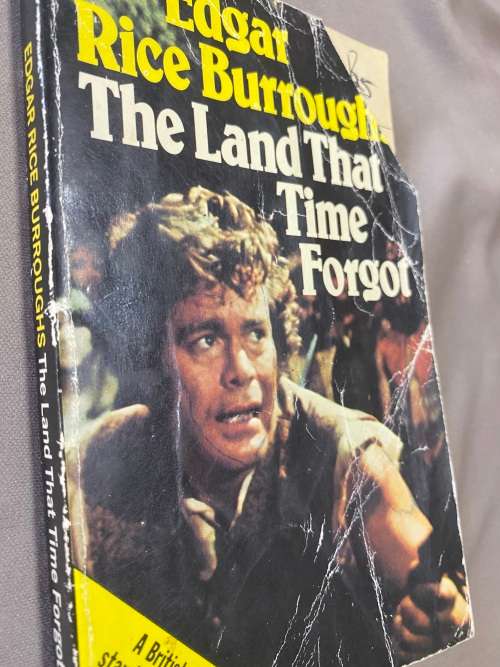 Edgar
Rice Burroughs
The Land That
Time
Forgot
A British
EDGAR RICE BURROUGHS The Land That Time Forgot